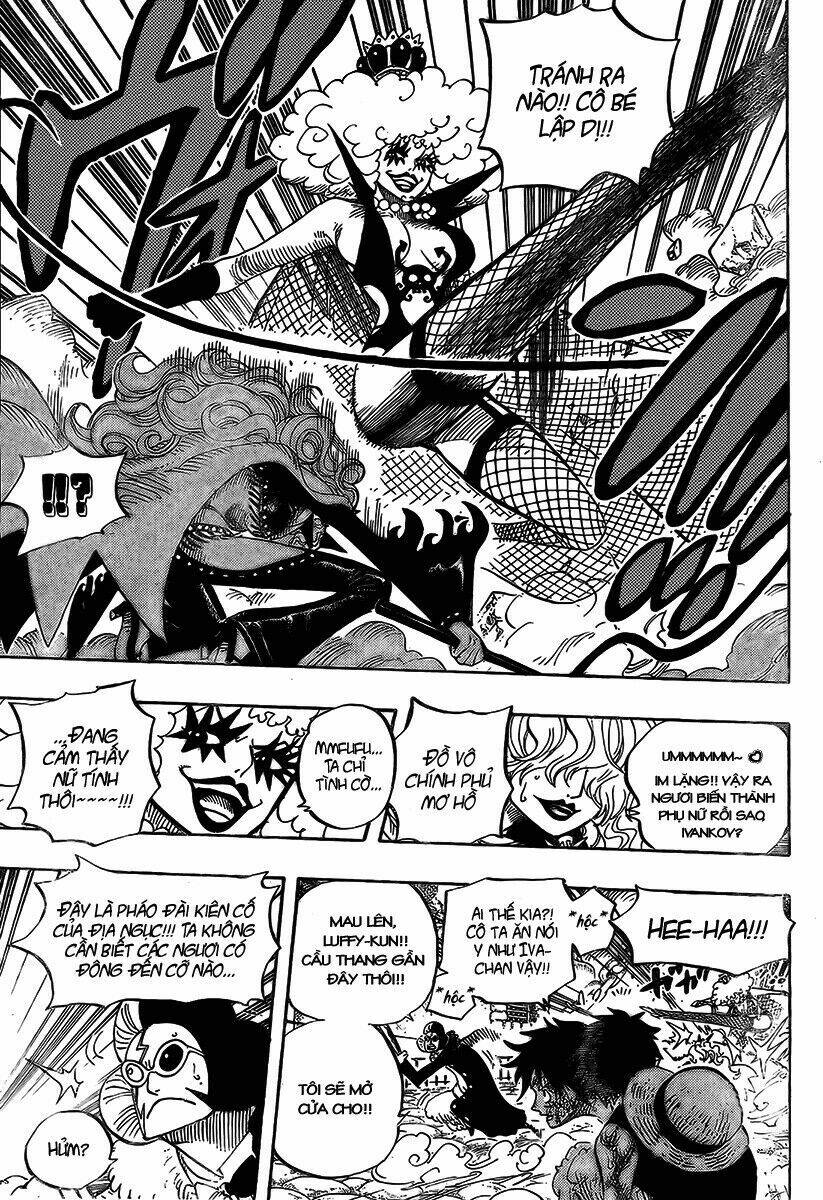 TRÁNH RA
NÀO!! CÔ BÉ
LẬP DỊ!!
!!?
UMMMMMM~
IM LẶNG!! VẬY RA
NGƯƠI BIẾN THÀNH
PHỤ NỮ RỒI SAO,
IVANKOV?
ĐỒ VÔ
CHÍNH PHỦ
MƠ HỒ
MMFUFU...
TA CHỈ
TÌNH CỜ...
...ĐANG
CẢM THẤY
NỮ TÍNH
THÔI~~~~!!!
HEE-HAA!!!
AI THẾ KIA?!
CÔ TA ĂN NÓI
Y NHƯ IVA-
CHAN VẬY!!
*hộc*
*hộc*
MAU LÊN,
LUFFY-KUN!!
CẦU THANG GẦN
ĐÂY THÔI!!
TÔI SẼ MỞ
CỬA CHO!!
ĐÂY LÀ PHÁO ĐÀI KIÊN CỐ
CỦA ĐỊA NGỤC!!! TA KHÔNG
CẦN BIẾT CÁC NGƯƠI CÓ
ĐÔNG ĐẾN CỠ NÀO...
HỬM?